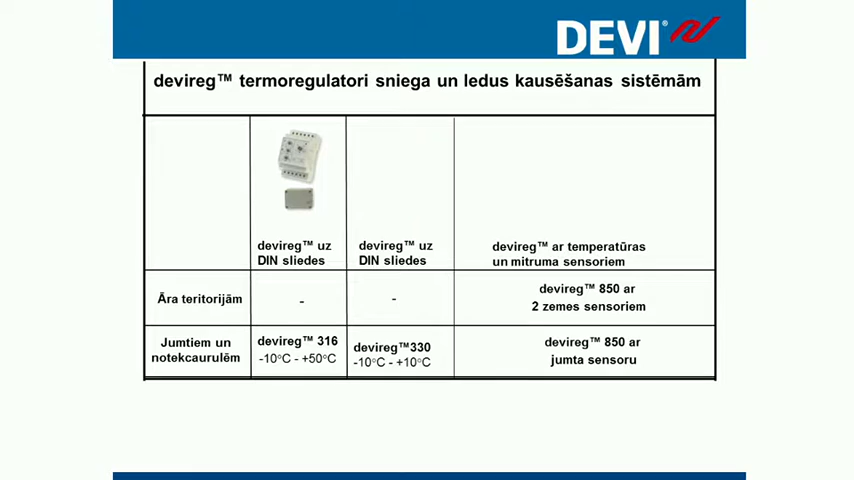 DEVI®
devireg™ termoregulatori sniega un ledus kausēšanas sistēmām
devireg™ uz
DIN sliedes
devireg™ uz
DIN sliedes
devireg™ ar temperatūras
un mitruma sensoriem
Āra teritorijām
-
-
devireg™ 850 ar
2 zemes sensoriem
Jumtiem un
notekcaurulēm
devireg™ 316
-10°C - +50°C
devireg™330
-10°C - +10°C
devireg™ 850 ar
jumta sensoru